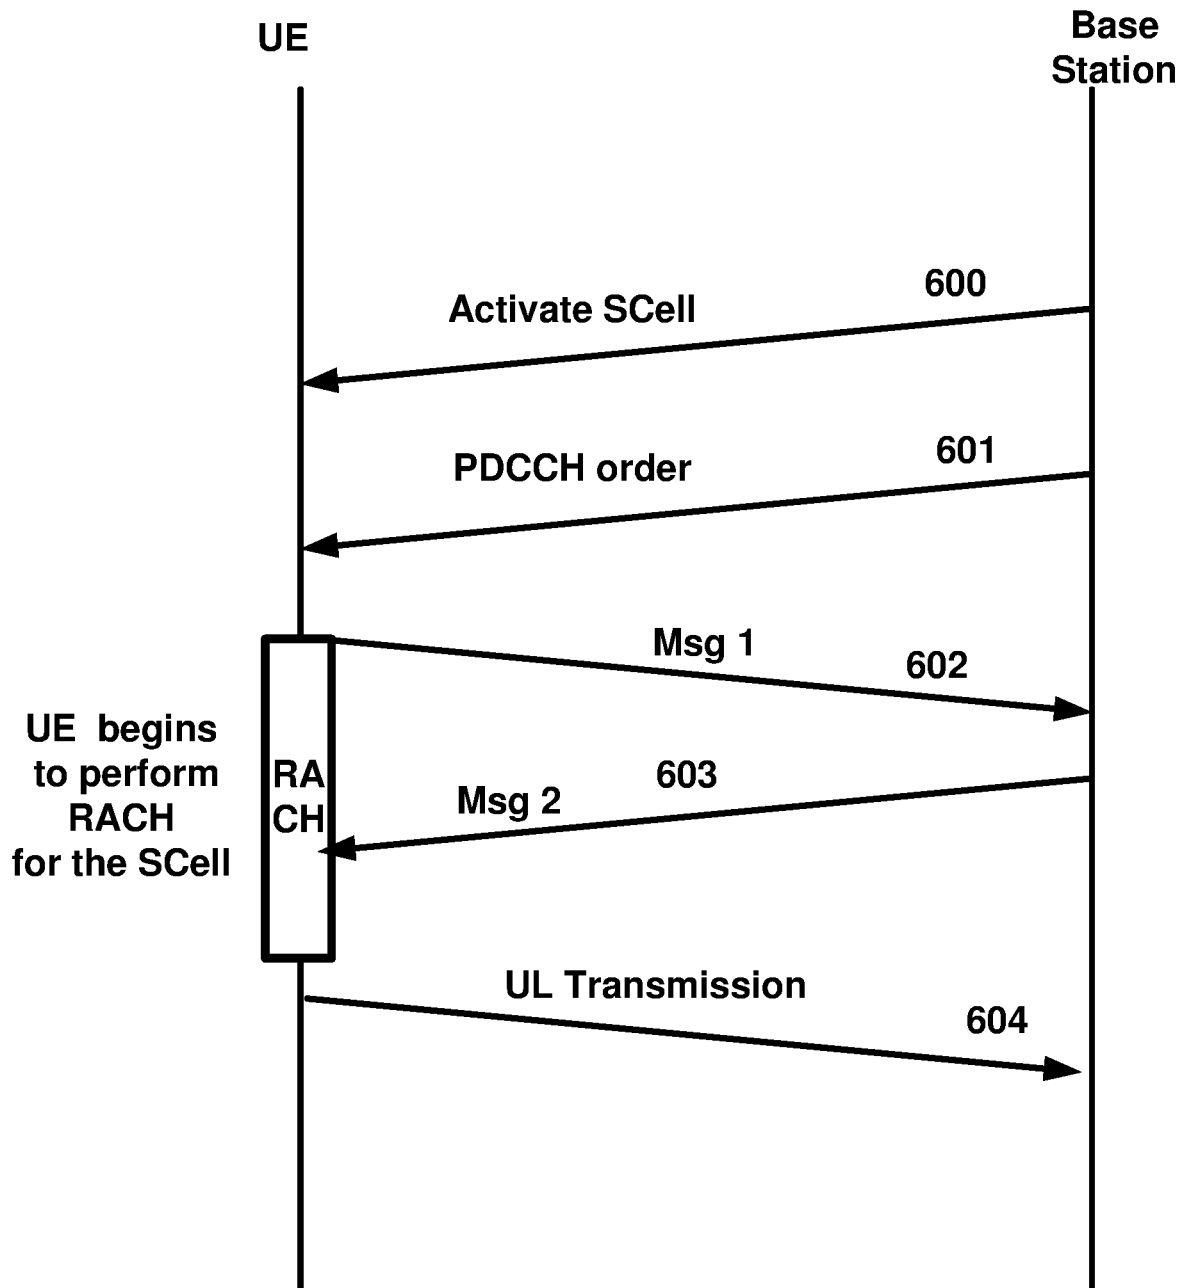 UE
Base
Station
600
Activate SCell
601
PDCCH order
Msg 1
602
UE begins
to perform
RACH
for the SCell
RA
CH
603
Msg 2
UL Transmission
604